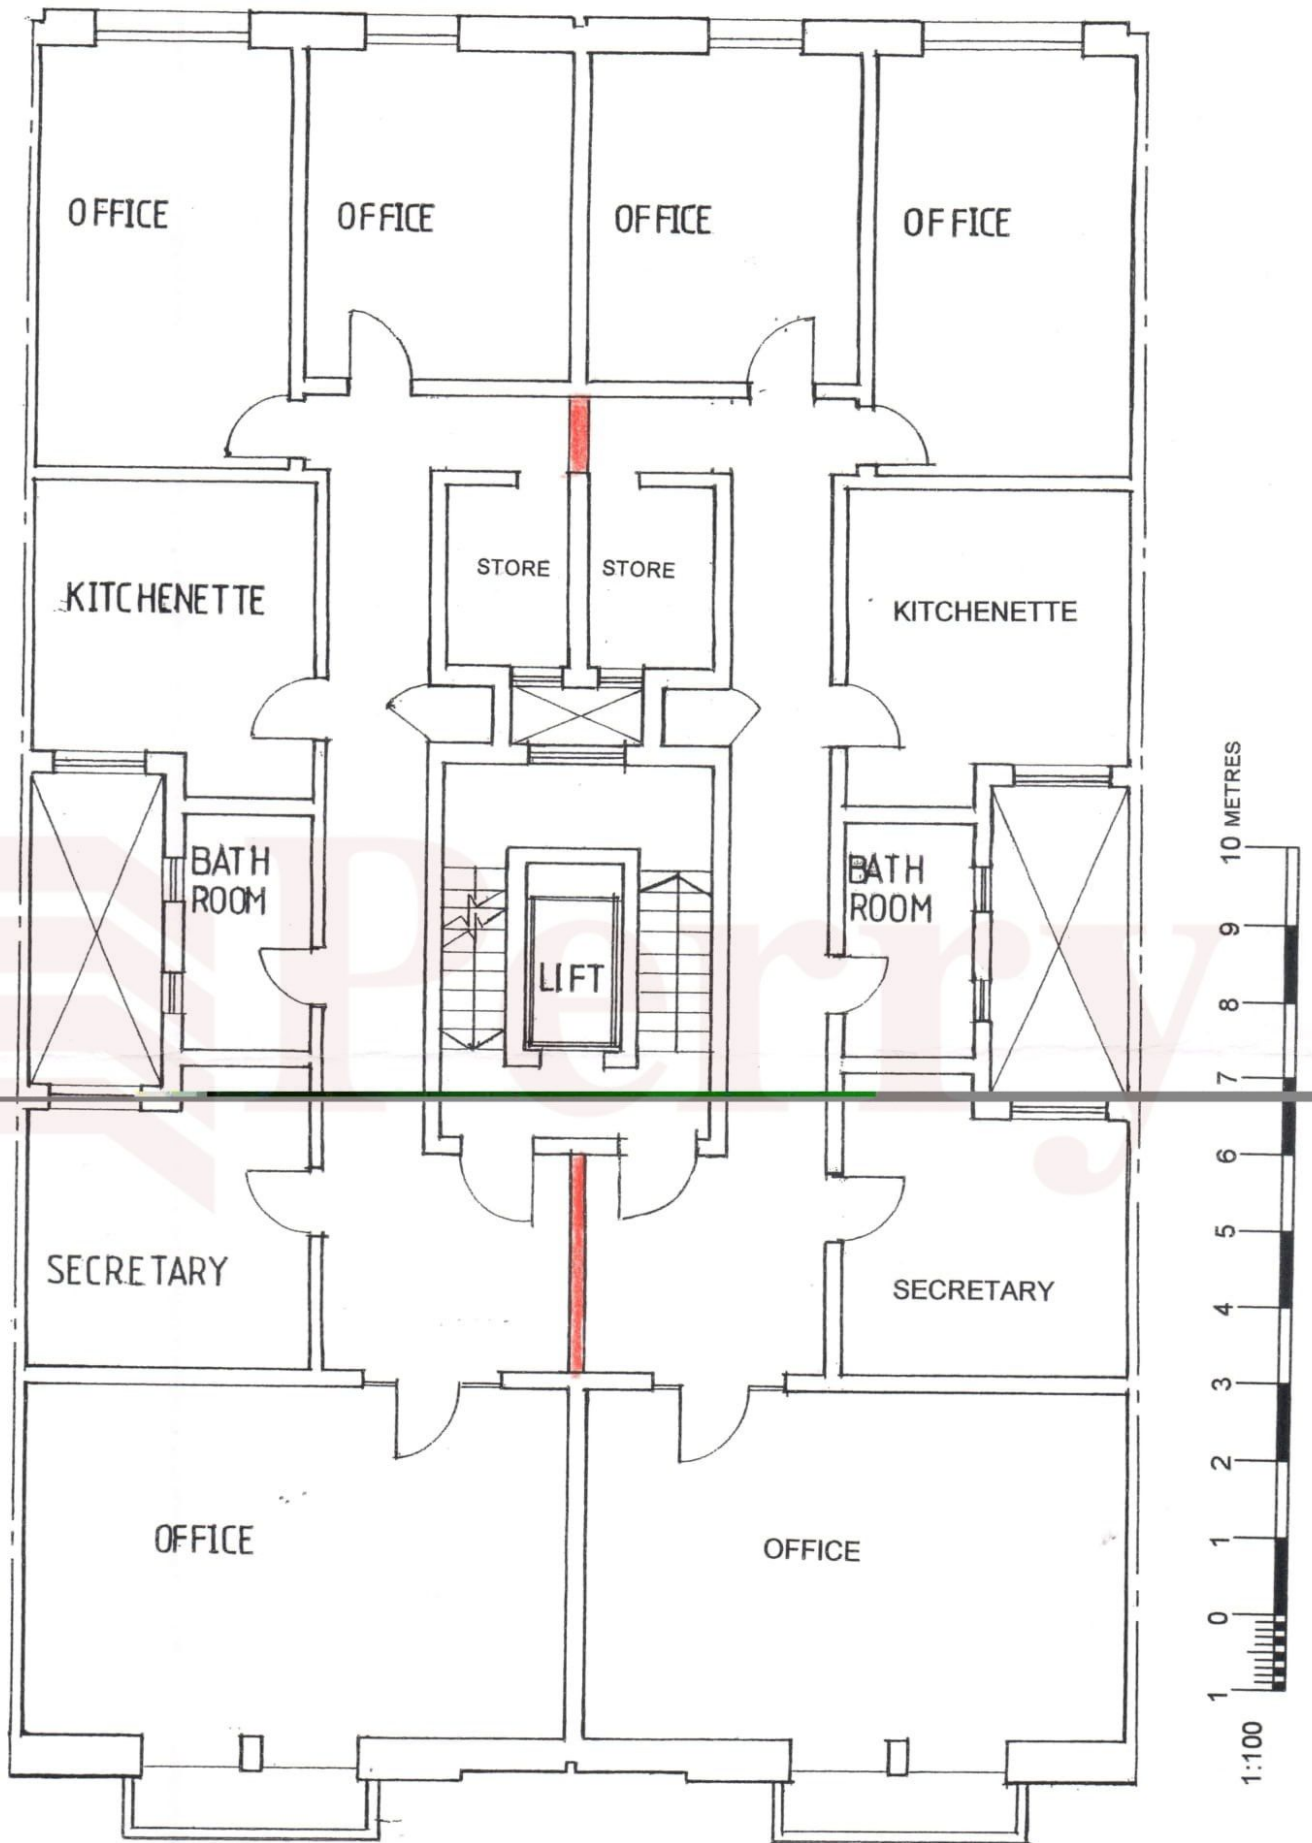 OFFICE
OFFICE
OFFICE
OFFICE
STORE
STORE
KITCHENETTE
KITCHENETTE
BATH
ROOM
BATH
ROOM
LIFT
Perry
SECRETARY
SECRETARY
OFFICE
OFFICE
10 METRES
9
8
7
6
5
4
3
2
1
0
1
1:100